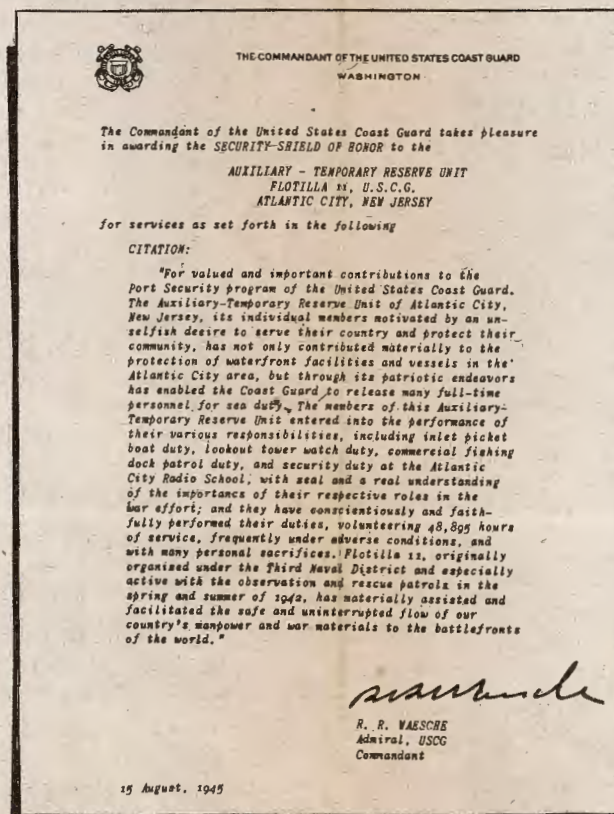 THE COMMANDANT OF THE UNITED STATES COAST GUARD
WASHINGTON
The Commandant of the United States Coast Guard takes pleasure
in awarding the SECURITY-SHIELD OF HONOR to the
AUXILIARY - TEMPORARY RESERVE UNIT
FLOTILLA 11, U.S.C.G.
ATLANTIC CITY, NEW JERSEY
for services as set forth in the following
CITATION:
"For valued and important contributions to the
Port Security program of the United States Coast Guard.
The Auxiliary-Temporary Reserve Unit of Atlantic City,
New Jersey, its individual members motivated by an un-
selfish desire to serve their country and protect their
community, has not only contributed materially to the
protection of waterfront facilities and vessels in the
Atlantic City area, but through its patriotic endeavors
has enabled the Coast Guard to release many full-time
personnel for sea duty. The members of this Auxiliary-
Temporary Reserve Unit entered into the performance of
their various responsibilities, including inlet picket
boat duty, lookout tower watch duty, commercial fishing
dock patrol duty, and security duty at the Atlantic
City Radio School, with zeal and a real understanding
of the importance of their respective roles in the
war effort; and they have conscientiously and faith-
fully performed their duties, volunteering 48,895 hours
of service, frequently under adverse conditions, and
with many personal sacrifices. Flotilla 11, originally
organized under the Third Naval District and especially
active with the observation and rescue patrols in the
spring and summer of 1942, has materially assisted and
facilitated the safe and uninterrupted flow of our
country's manpower and war materials to the battlefronts
of the world."
R. R. WAESCHE
Admiral, USCG
Commandant
15 August, 1945